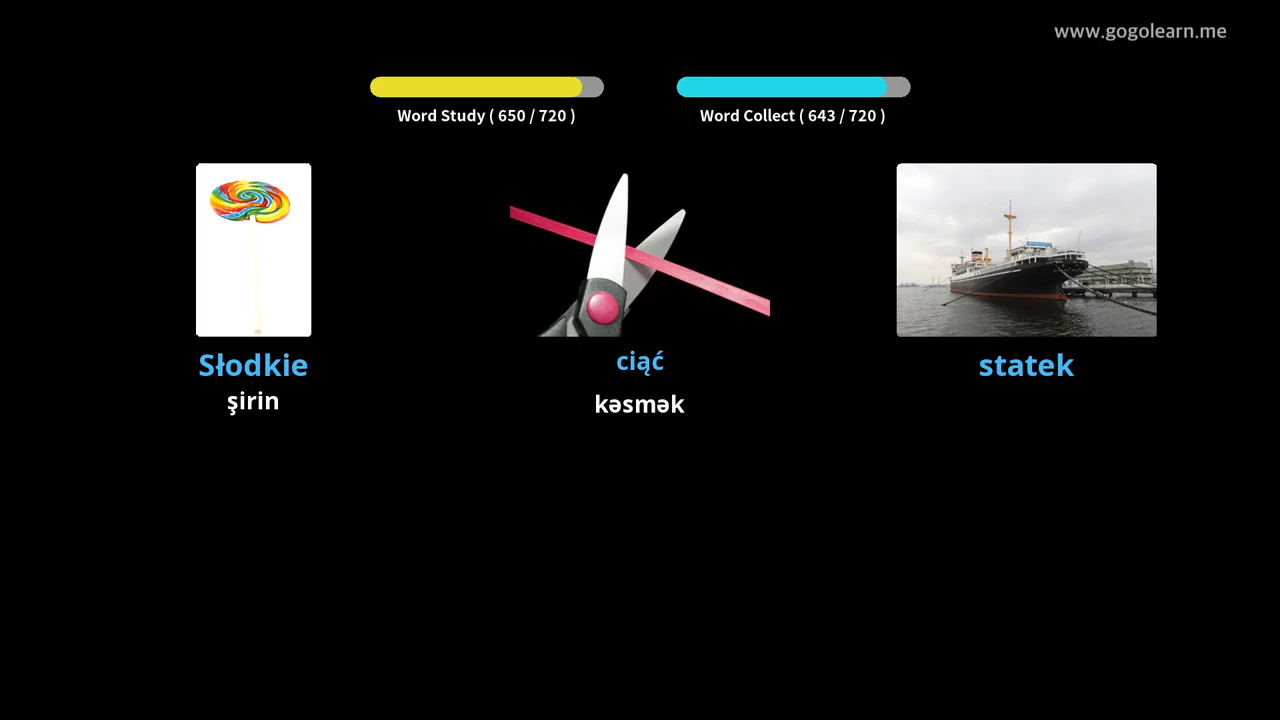 www.gogolearn.me
Word Study ( 650 / 720 )
Word Collect ( 643 / 720 )
Słodkie
şirin
ciąć
kəsmək
statek